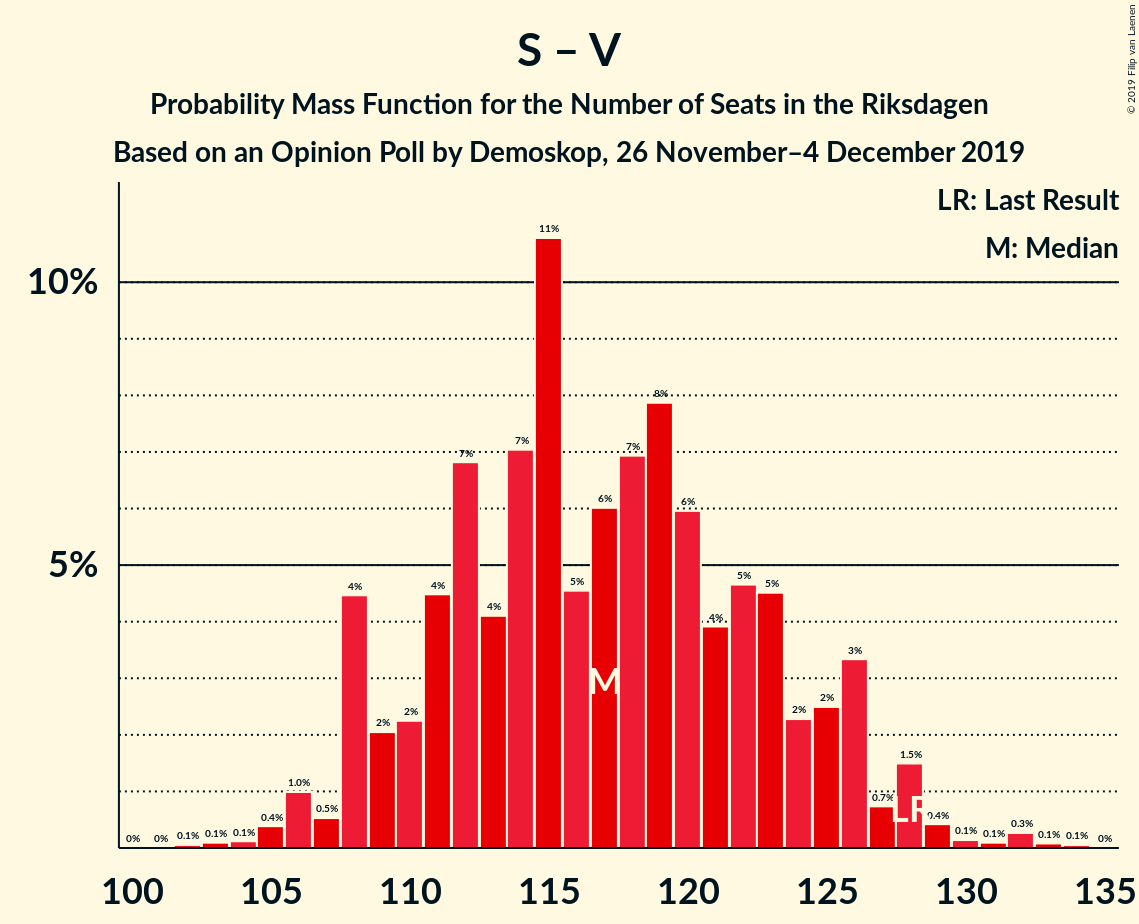 S – V
Probability Mass Function for the Number of Seats in the Riksdagen
Based on an Opinion Poll by Demoskop, 26 November–4 December 2019
© 2019 Filip van Laenen
LR: Last Result
M: Median
10%
5%
0% 0% 0.1% 0.1% 0.1% 0.4% 1.0% 0.5% 4% 2% 2% 4% 7% 4% 7% 11% 5% 6% 7% 8% 6% 4% 5% 5% 2% 2% 3% 0.7% 1.5% 0.4% 0.1% 0.1% 0.3% 0.1% 0.1% 0%
M
LR
100 105 110 115 120 125 130 135